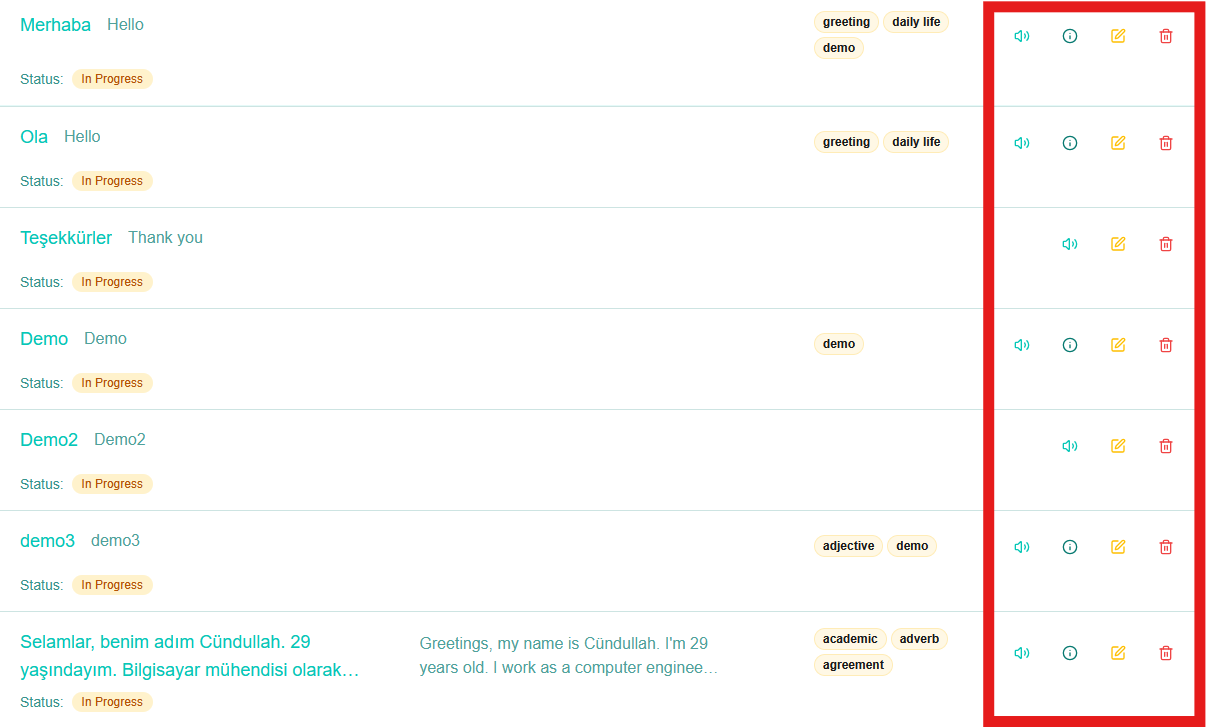 Merhaba Hello greeting daily life
demo
Status: In Progress
Ola Hello greeting daily life
Status: In Progress
Teşekkürler Thank you
Status: In Progress
Demo Demo demo
Status: In Progress
Demo2 Demo2
Status: In Progress
demo3 demo3 adjective demo
Status: In Progress
Selamlar, benim adım Cündullah. 29 Greetings, my name is Cündullah. I'm 29 academic adverb
yaşındayım. Bilgisayar mühendisi olarak… years old. I work as a computer enginee… agreement
Status: In Progress